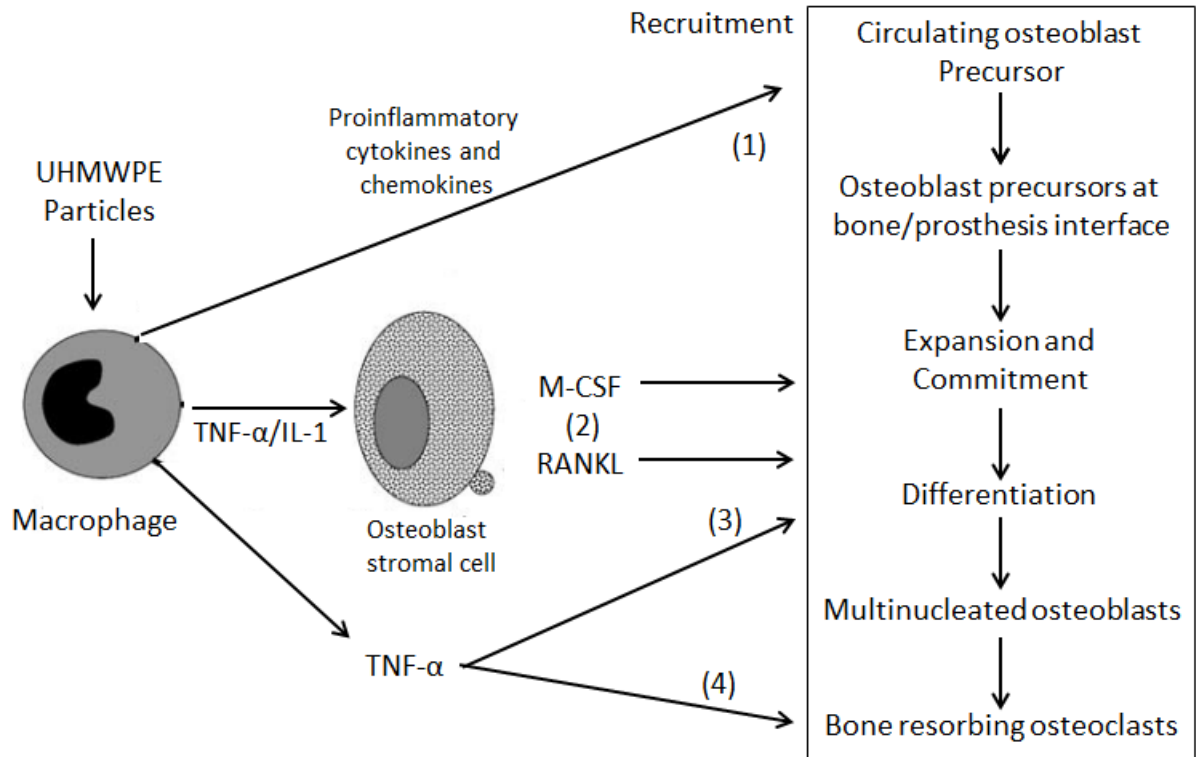 Recruitment
Proinflammatory
cytokines and
chemokines
(1)
UHMWPE
Particles
Macrophage
TNF-α/IL-1
Osteoblast
stromal cell
M-CSF
(2)
RANKL
(3)
TNF-α
(4)
Circulating osteoblast
Precursor
Osteoblast precursors at
bone/prosthesis interface
Expansion and
Commitment
Differentiation
Multinucleated osteoblasts
Bone resorbing osteoclasts